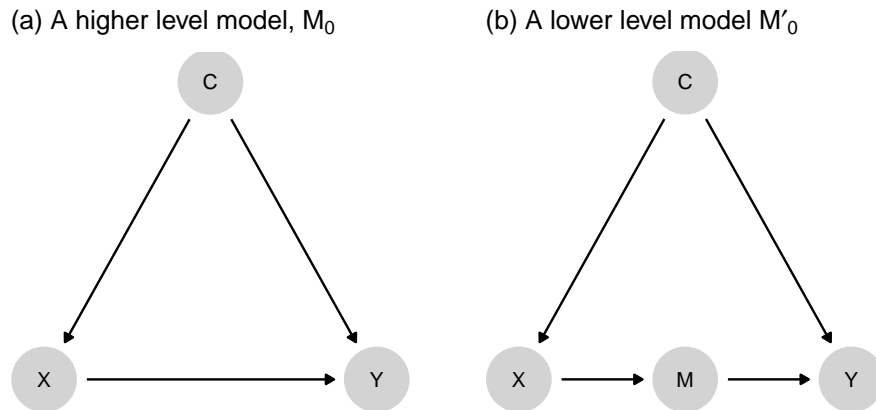 (a) A higher level model, M₀
(b) A lower level model M′₀
C
C
X
Y
X
M
Y